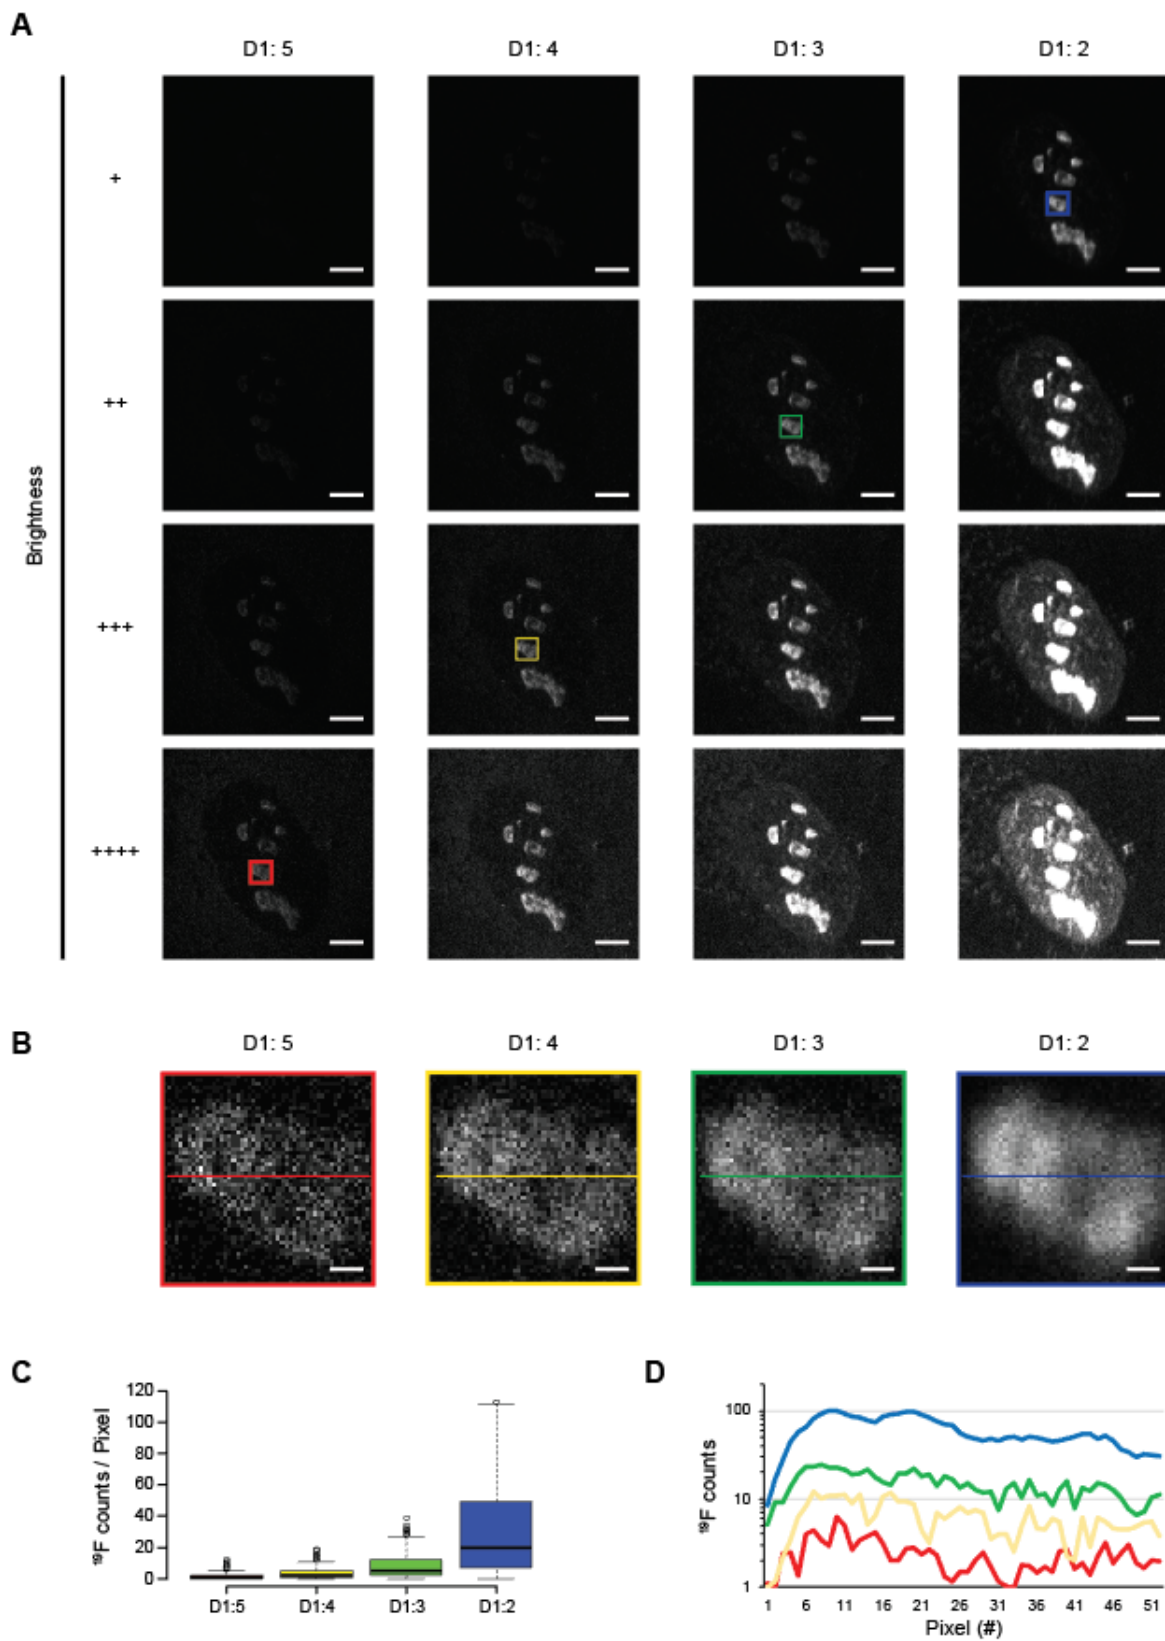 A
D1: 5 D1: 4 D1: 3 D1: 2
Brightness
+
++
+++
++++
B
D1: 5 D1: 4 D1: 3 D1: 2
C
¹⁹F counts / Pixel
120
100
80
60
40
20
0
D1:5 D1:4 D1:3 D1:2
D
¹⁹F counts
100
10
1
1 6 11 16 21 26 31 36 41 46 51
Pixel (#)